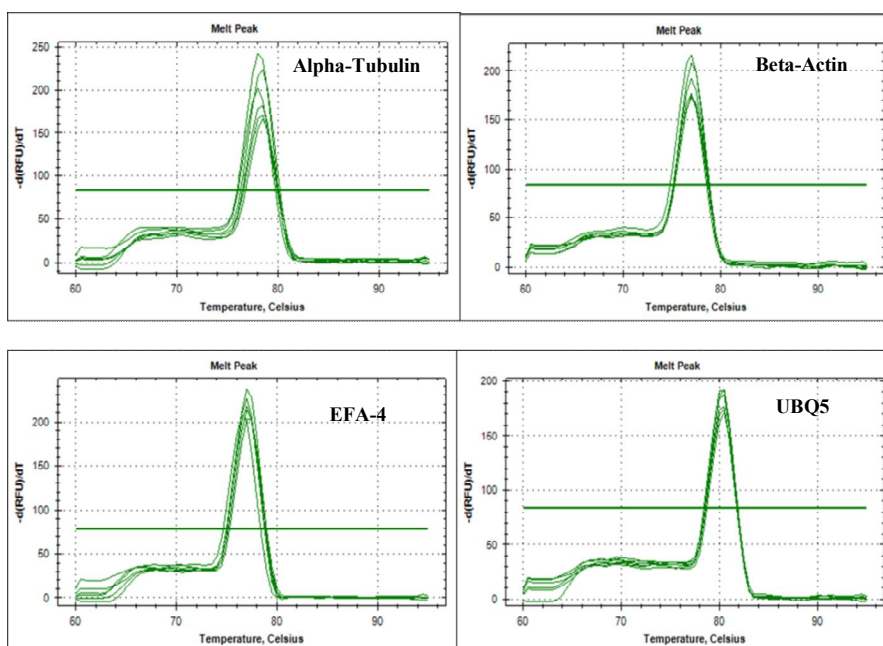 Melt Peak
Alpha-Tubulin
250
200
150
100
50
0
-d(RFU)/dT
60 70 80 90
Temperature, Celsius
Melt Peak
Beta-Actin
200
150
100
50
0
-d(RFU)/dT
60 70 80 90
Temperature, Celsius
Melt Peak
EFA-4
200
150
100
50
0
-d(RFU)/dT
60 70 80 90
Temperature, Celsius
Melt Peak
UBQ5
200
150
100
50
0
-d(RFU)/dT
60 70 80 90
Temperature, Celsius